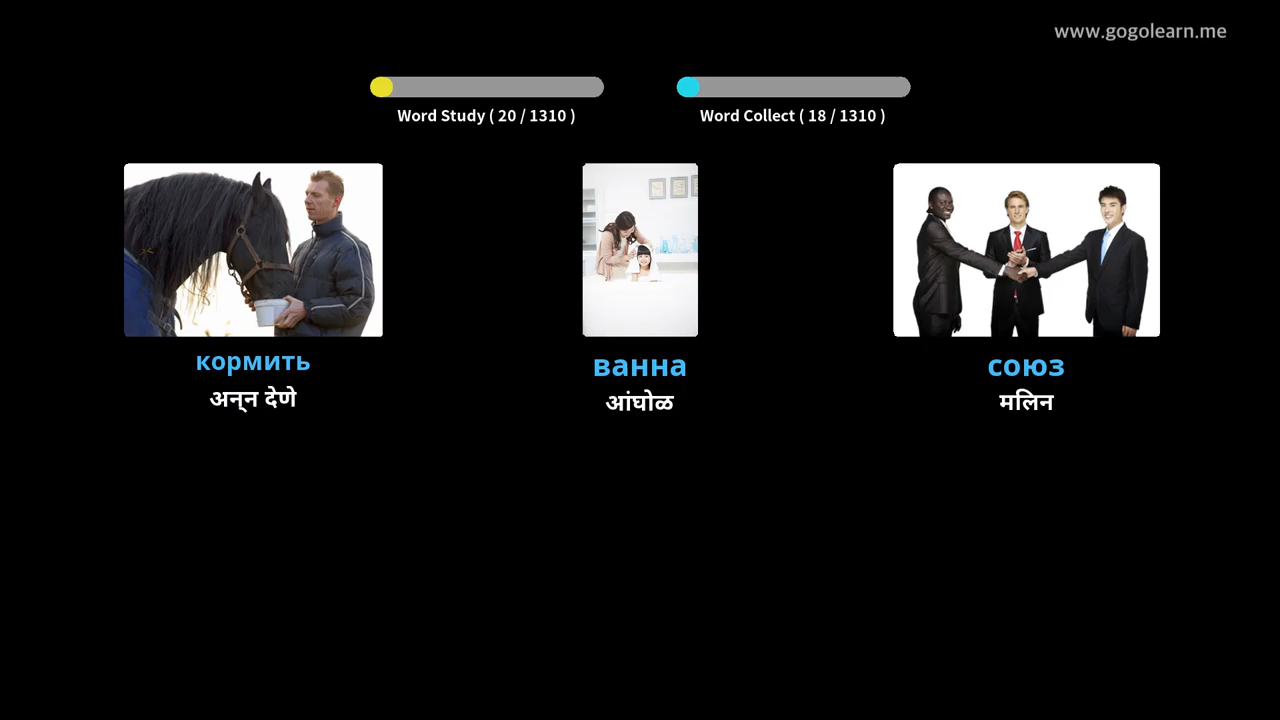 www.gogolearn.me
Word Study ( 20 / 1310 )
Word Collect ( 18 / 1310 )
кормить
ванна
союз
अन्न देणे
आंघोळ
मलिन